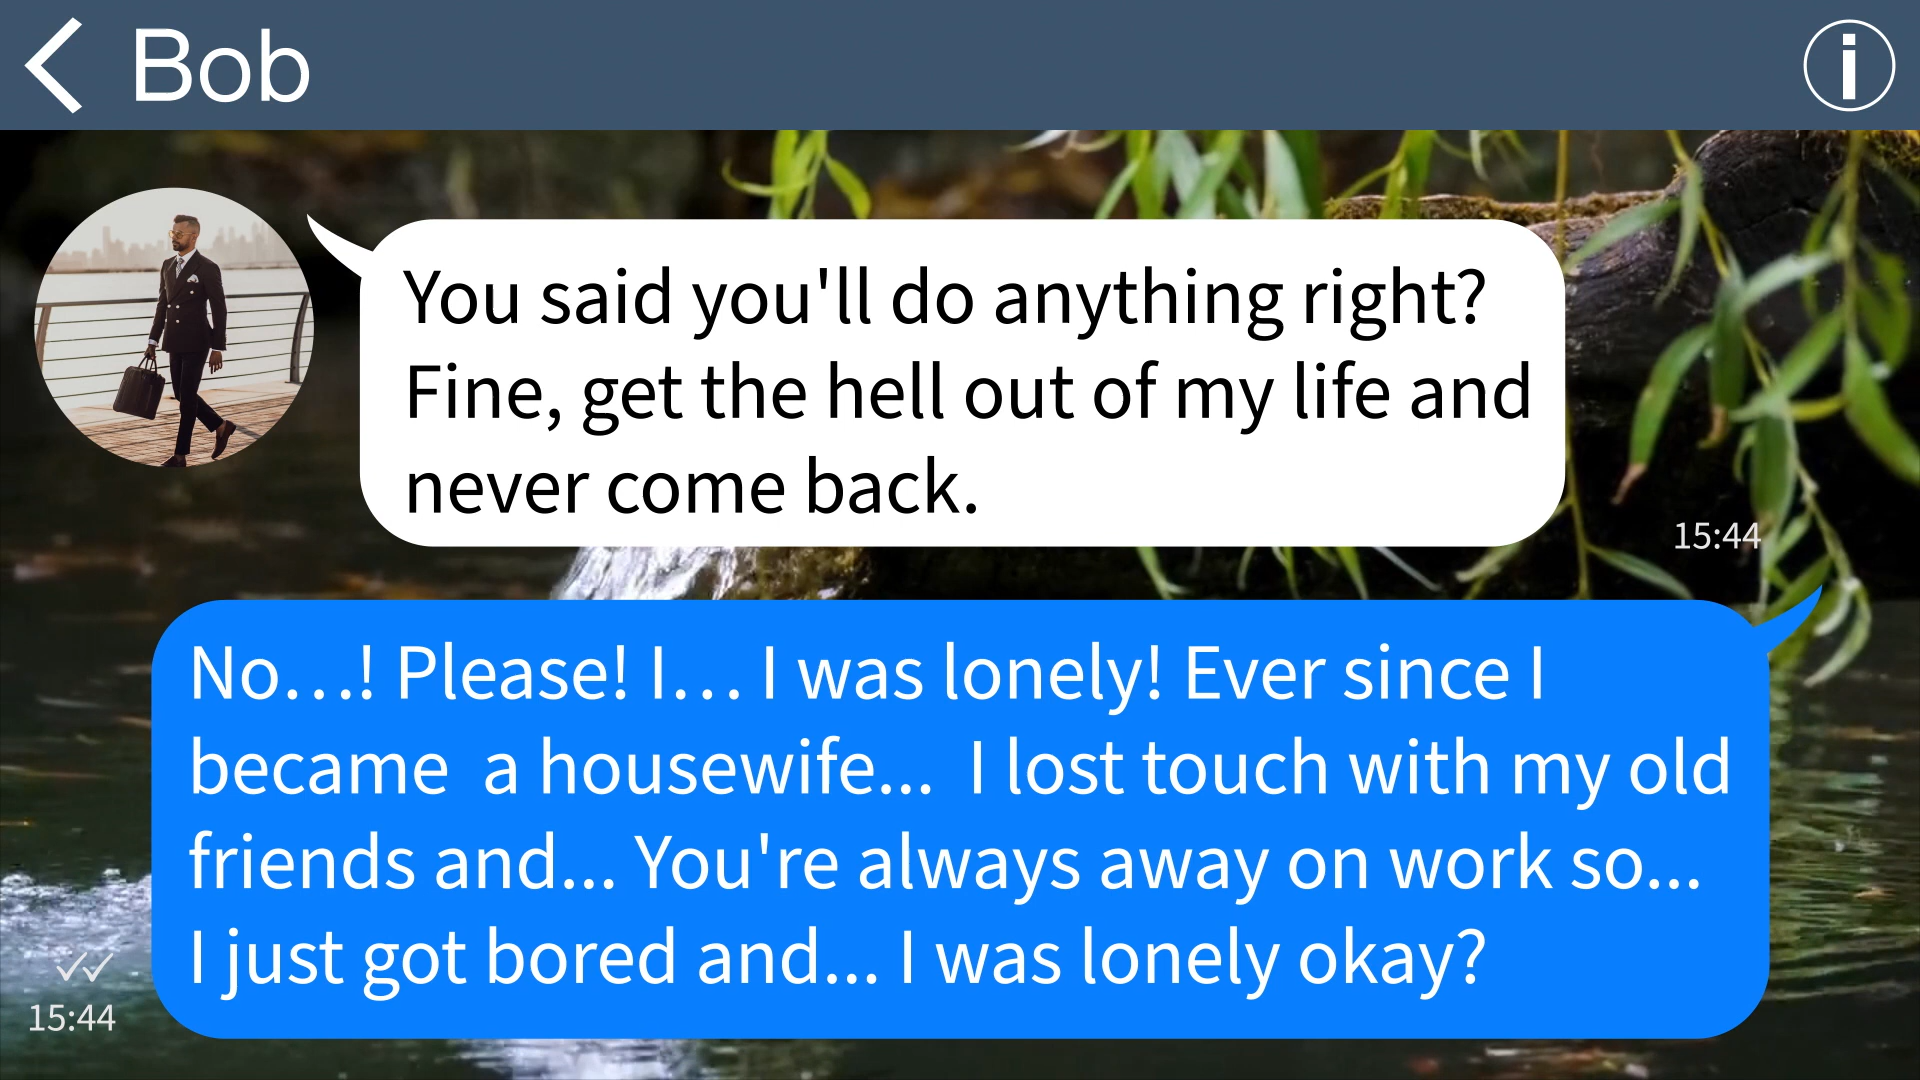 Bob
You said you'll do anything right?
Fine, get the hell out of my life and
never come back.
15:44
No…! Please! I… I was lonely! Ever since I
became  a housewife...  I lost touch with my old
friends and... You're always away on work so...
I just got bored and... I was lonely okay?
15:44